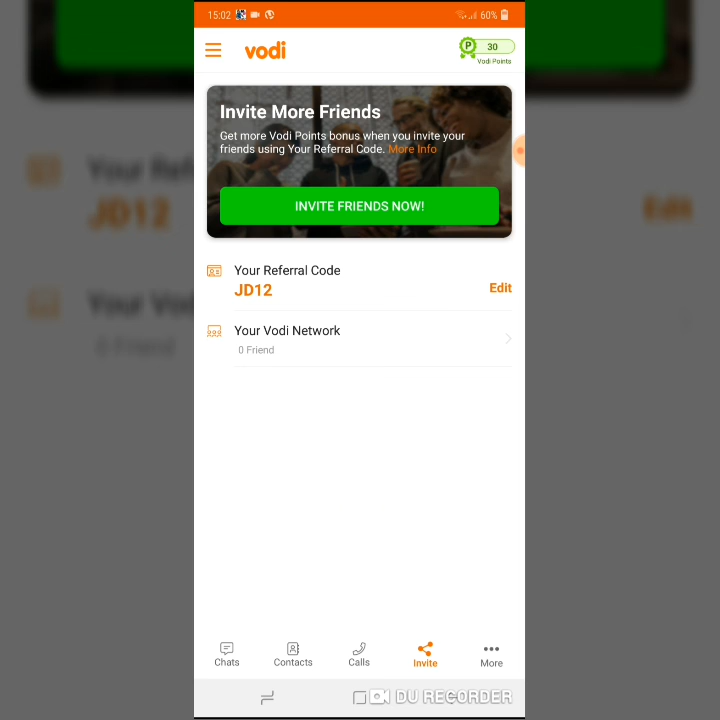 15:02
60%
vodi
P 30
Vodi Points
Invite More Friends
Get more Vodi Points bonus when you invite your
friends using Your Referral Code. More Info
INVITE FRIENDS NOW!
Your Referral Code
JD12
Edit
Your Vodi Network
0 Friend
Chats
Contacts
Calls
Invite
More
DU RECORDER
Your Ref
JD12
Edit
Your Vod
0 Friend